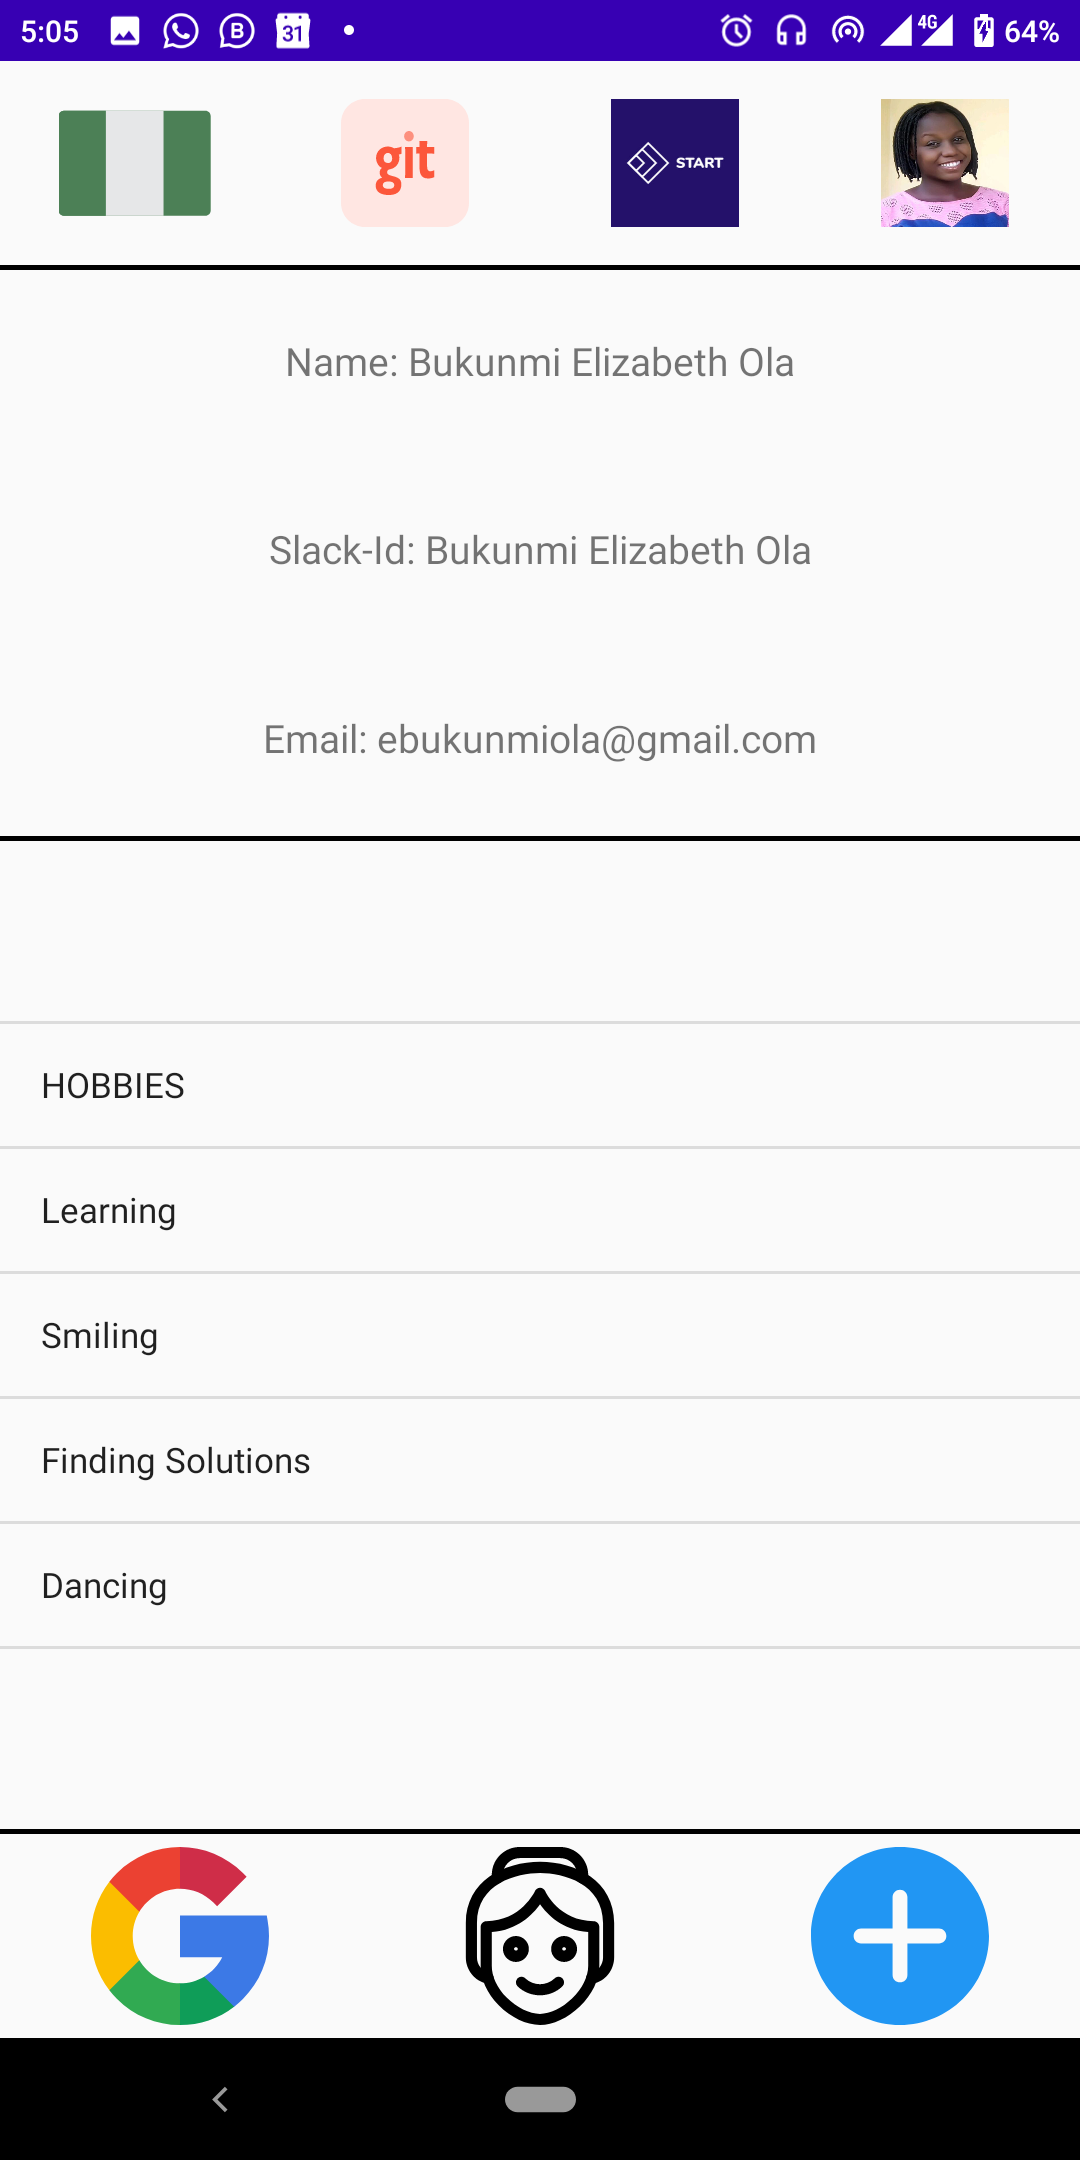 5:05
31
4G
64%
git
START
Name: Bukunmi Elizabeth Ola
Slack-Id: Bukunmi Elizabeth Ola
Email: ebukunmiola@gmail.com
HOBBIES
Learning
Smiling
Finding Solutions
Dancing